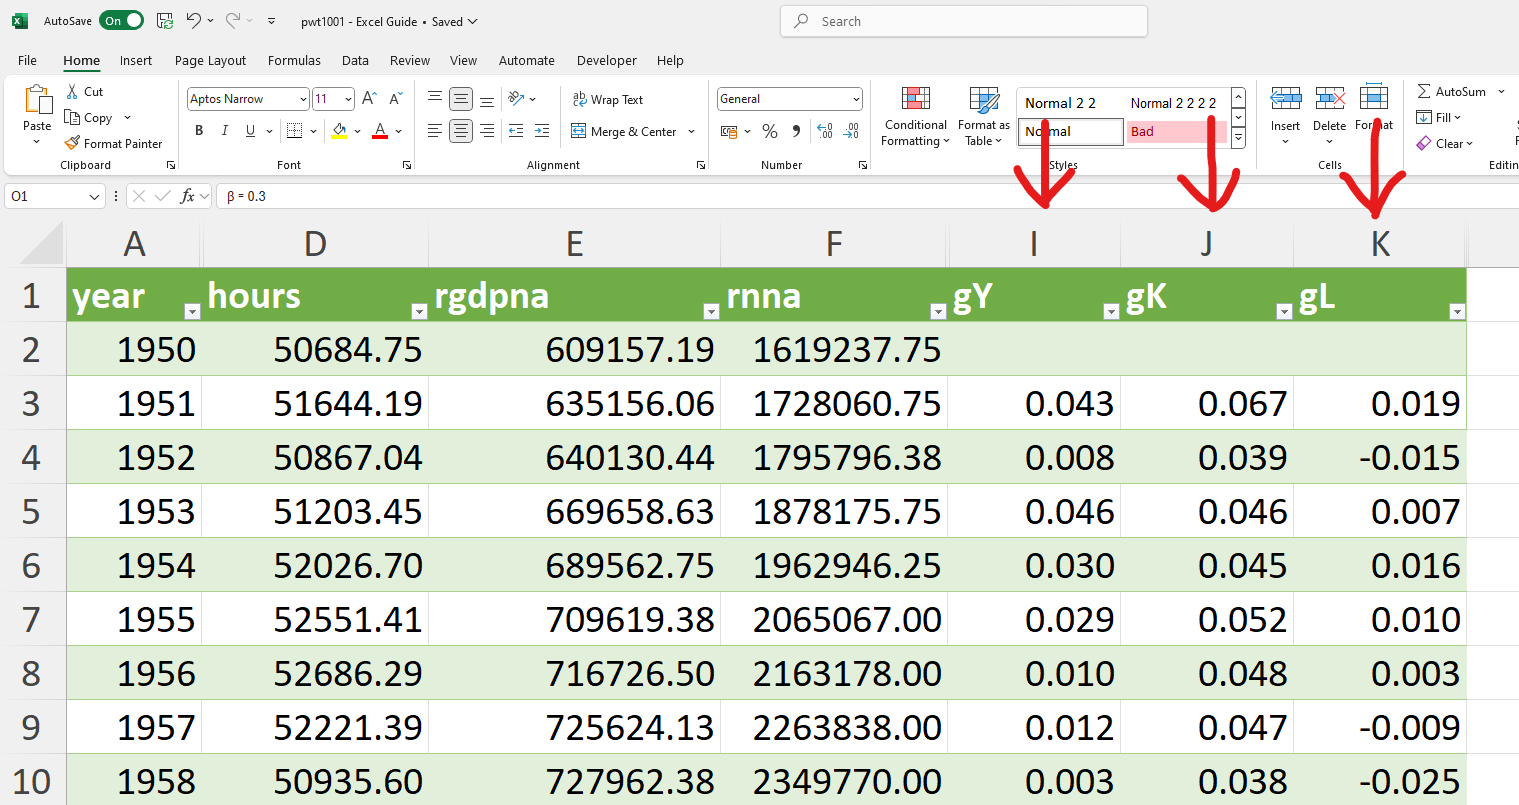 AutoSave On pwt1001 - Excel Guide • Saved Search
File Home Insert Page Layout Formulas Data Review View Automate Developer Help
Paste
Cut
Copy
Format Painter
Clipboard
Aptos Narrow 11 A A
B I U A
Font
ab Wrap Text
Merge & Center
Alignment
General
% 9
Number
Conditional Formatting
Format as Table
Normal 2 2 Normal 2 2 2 2
Normal Bad
Styles
Insert Delete Format
Cells
AutoSum
Fill
Clear
Editin
O1 fx β = 0.3
A D E F I J K
1 year hours rgdpna rnna gY gK gL
2 1950 50684.75 609157.19 1619237.75
3 1951 51644.19 635156.06 1728060.75 0.043 0.067 0.019
4 1952 50867.04 640130.44 1795796.38 0.008 0.039 -0.015
5 1953 51203.45 669658.63 1878175.75 0.046 0.046 0.007
6 1954 52026.70 689562.75 1962946.25 0.030 0.045 0.016
7 1955 52551.41 709619.38 2065067.00 0.029 0.052 0.010
8 1956 52686.29 716726.50 2163178.00 0.010 0.048 0.003
9 1957 52221.39 725624.13 2263838.00 0.012 0.047 -0.009
10 1958 50935.60 727962.38 2349770.00 0.003 0.038 -0.025